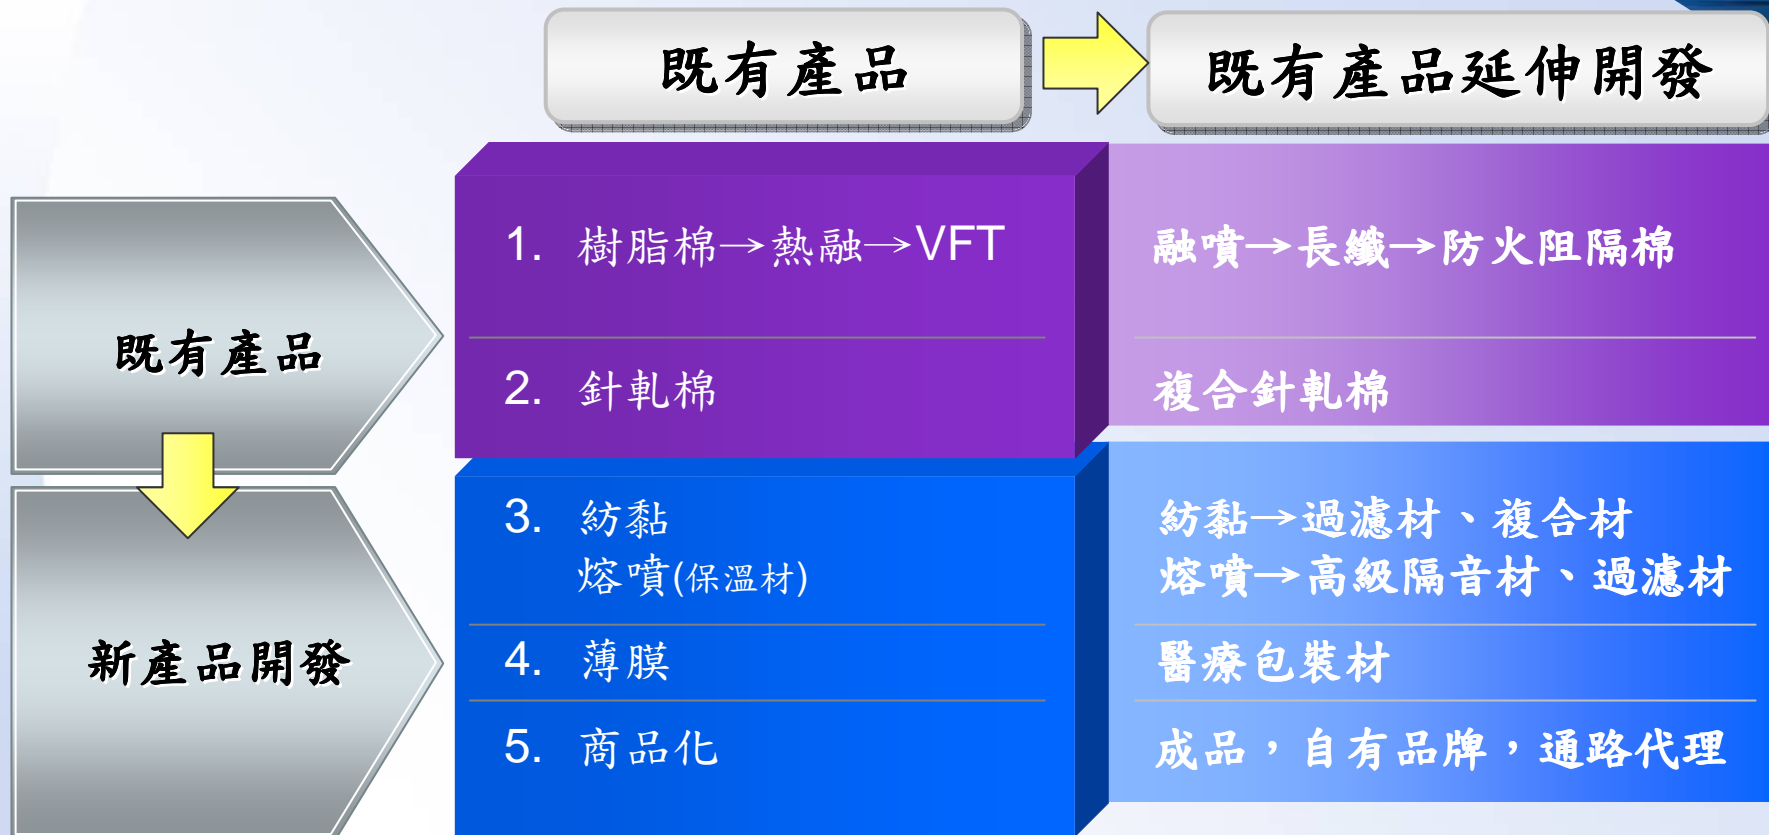 既有產品
既有產品延伸開發
既有產品
1. 樹脂棉→熱融→VFT
融噴→長纖→防火阻隔棉
2. 針軋棉
複合針軋棉
新產品開發
3. 紡黏
熔噴(保溫材)
紡黏→過濾材、複合材
熔噴→高級隔音材、過濾材
4. 薄膜
醫療包裝材
5. 商品化
成品，自有品牌，通路代理